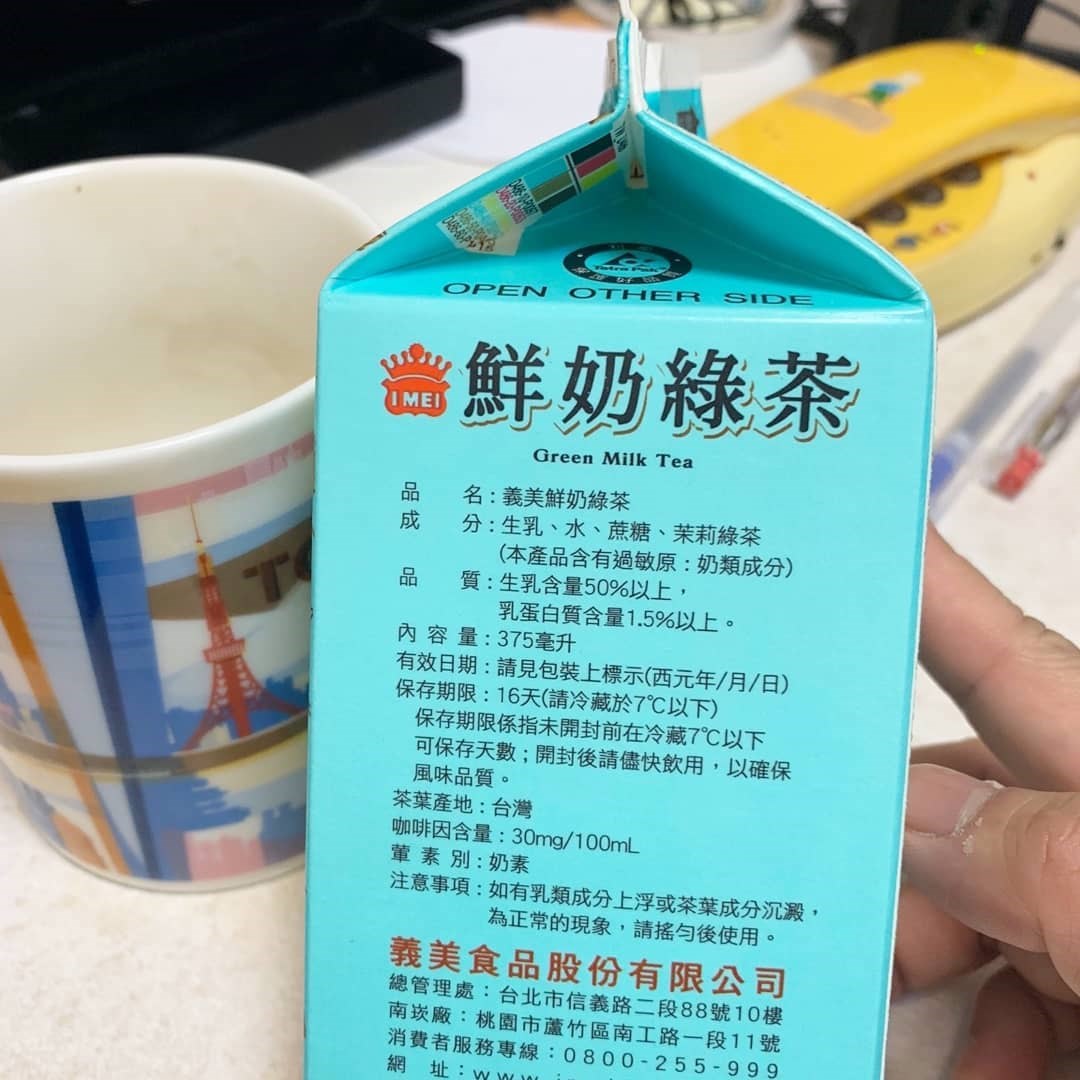 Tetra Pak
OPEN OTHER SIDE
I MEI
鮮奶綠茶
Green Milk Tea
品名:義美鮮奶綠茶
成分:生乳、水、蔗糖、茉莉綠茶
(本產品含有過敏原:奶類成分)
品質:生乳含量50%以上,
乳蛋白質含量1.5%以上。
內容量:375毫升
有效日期:請見包裝上標示(西元年/月/日)
保存期限:16天(請冷藏於7℃以下)
保存期限係指未開封前在冷藏7℃以下
可保存天數;開封後請儘快飲用,以確保
風味品質。
茶葉產地:台灣
咖啡因含量:30mg/100mL
葷素別:奶素
注意事項:如有乳類成分上浮或茶葉成分沉澱,
為正常的現象,請搖勻後使用。
義美食品股份有限公司
總管理處:台北市信義路二段88號10樓
南崁廠:桃園市蘆竹區南工路一段11號
消費者服務專線:0800-255-999
網址:www.